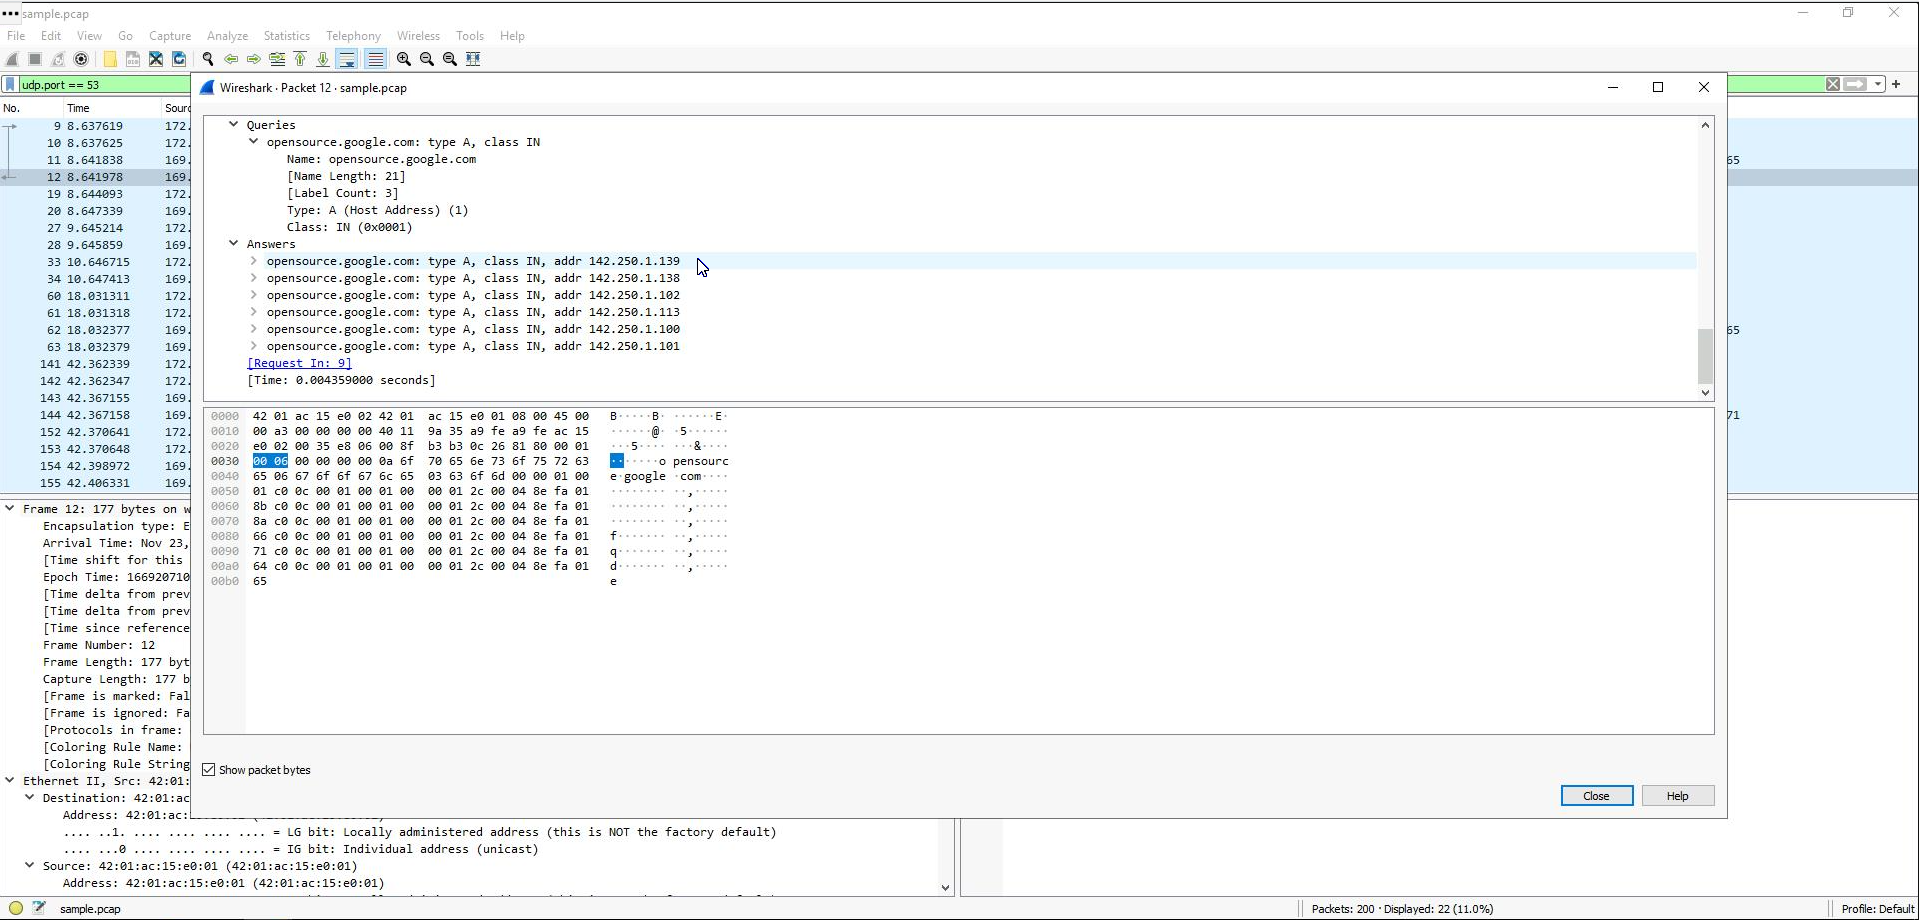 sample.pcap
File Edit View Go Capture Analyze Statistics Telephony Wireless Tools Help
udp.port == 53
No. Time
9 8.637619 172.
10 8.637625 172.
11 8.641838 169.
12 8.641978 169.
19 8.644093 172.
20 8.647339 169.
27 9.645214 172.
28 9.645859 169.
33 10.646715 172.
34 10.647413 169.
60 18.031311 172.
61 18.031318 172.
62 18.032377 169.
63 18.032379 169.
141 42.362339 172.
142 42.362347 172.
143 42.367155 169.
144 42.367158 169.
152 42.370641 172.
153 42.370648 172.
154 42.398972 169.
155 42.406331 169.
65
65
71
Wireshark · Packet 12 · sample.pcap
Queries
opensource.google.com: type A, class IN
Name: opensource.google.com
[Name Length: 21]
[Label Count: 3]
Type: A (Host Address) (1)
Class: IN (0x0001)
Answers
opensource.google.com: type A, class IN, addr 142.250.1.139
opensource.google.com: type A, class IN, addr 142.250.1.138
opensource.google.com: type A, class IN, addr 142.250.1.102
opensource.google.com: type A, class IN, addr 142.250.1.113
opensource.google.com: type A, class IN, addr 142.250.1.100
opensource.google.com: type A, class IN, addr 142.250.1.101
[Request In: 9]
[Time: 0.004359000 seconds]
0000 42 01 ac 15 e0 02 42 01 ac 15 e0 01 08 00 45 00 B·····B· ······E·
0010 00 a3 00 00 00 00 40 11 9a 35 a9 fe a9 fe ac 15 ······@· ·5······
0020 e0 02 00 35 e8 06 00 8f b3 b3 0c 26 81 80 00 01 ···5···· ···&····
0030 00 06 00 00 00 00 0a 6f 70 65 6e 73 6f 75 72 63 ·······o pensourc
0040 65 06 67 6f 6f 67 6c 65 03 63 6f 6d 00 00 01 00 e·google ·com····
0050 01 c0 0c 00 01 00 01 00 00 01 2c 00 04 8e fa 01 ········ ··,·····
0060 8b c0 0c 00 01 00 01 00 00 01 2c 00 04 8e fa 01 ········ ··,·····
0070 8a c0 0c 00 01 00 01 00 00 01 2c 00 04 8e fa 01 ········ ··,·····
0080 66 c0 0c 00 01 00 01 00 00 01 2c 00 04 8e fa 01 f······· ··,·····
0090 71 c0 0c 00 01 00 01 00 00 01 2c 00 04 8e fa 01 q······· ··,·····
00a0 64 c0 0c 00 01 00 01 00 00 01 2c 00 04 8e fa 01 d······· ··,·····
00b0 65 e
Show packet bytes
Close Help
Frame 12: 177 bytes on w
Encapsulation type: E
Arrival Time: Nov 23,
[Time shift for this
Epoch Time: 166920710
[Time delta from prev
[Time delta from prev
[Time since reference
Frame Number: 12
Frame Length: 177 byt
Capture Length: 177 b
[Frame is marked: Fal
[Frame is ignored: Fa
[Protocols in frame:
[Coloring Rule Name:
[Coloring Rule String
Ethernet II, Src: 42:01:
Destination: 42:01:ac
Address: 42:01:ac:
.... ..1. .... .... .... .... = LG bit: Locally administered address (this is NOT the factory default)
.... ...0 .... .... .... .... = IG bit: Individual address (unicast)
Source: 42:01:ac:15:e0:01 (42:01:ac:15:e0:01)
Address: 42:01:ac:15:e0:01 (42:01:ac:15:e0:01)
sample.pcap
Packets: 200 · Displayed: 22 (11.0%)
Profile: Default